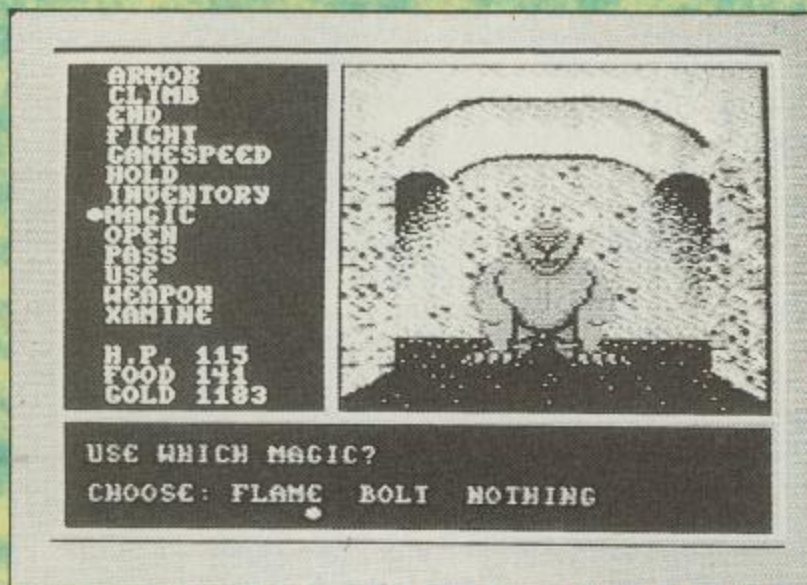 ARMOR
CLIMB
END
FIGHT
GAMESPEED
HOLD
INVENTORY
MAGIC
OPEN
PASS
USE
WEAPON
XAMINE
H.P. 115
FOOD 141
GOLD 1183
USE WHICH MAGIC?
CHOOSE: FLAME BOLT NOTHING